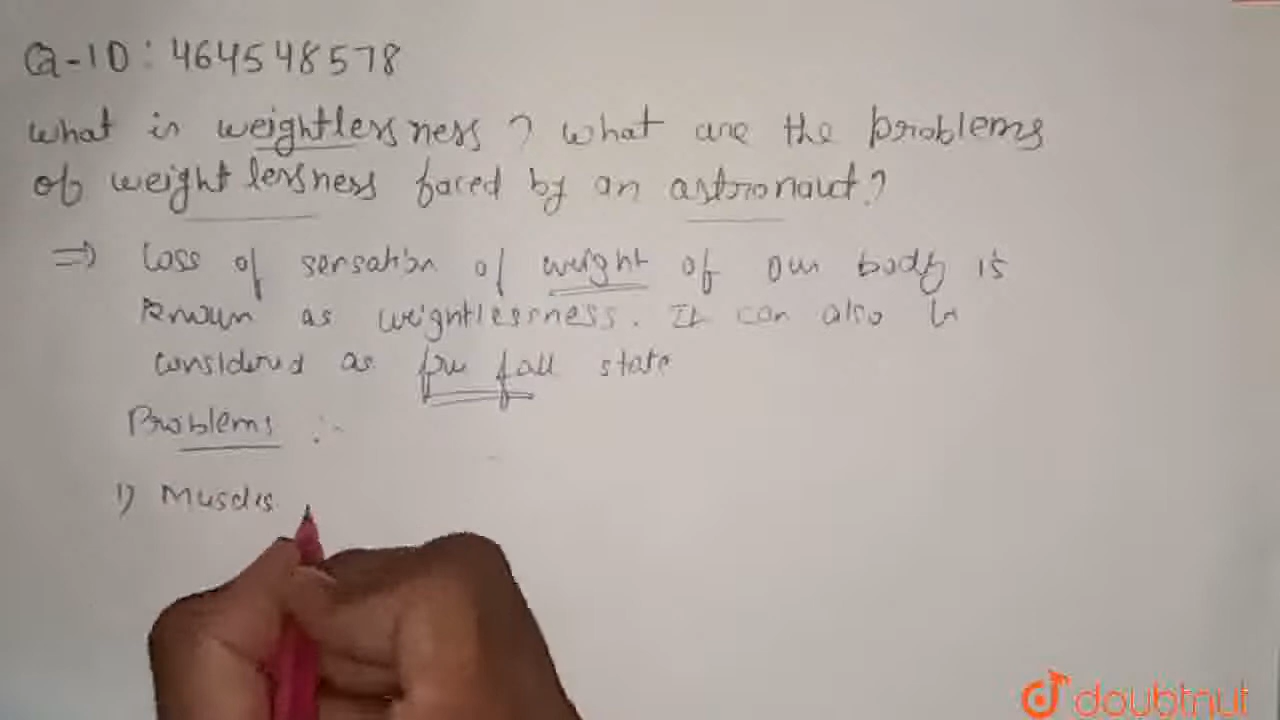 Q-ID : 464548578
What is weightlessness ? What are the problems
of weightlessness faced by an astronaut ?
⇒ Loss of sensation of weight of our body is
known as weightlessness. It can also be
considered as free fall state
Problems :-
1) Muscles
doubtnut